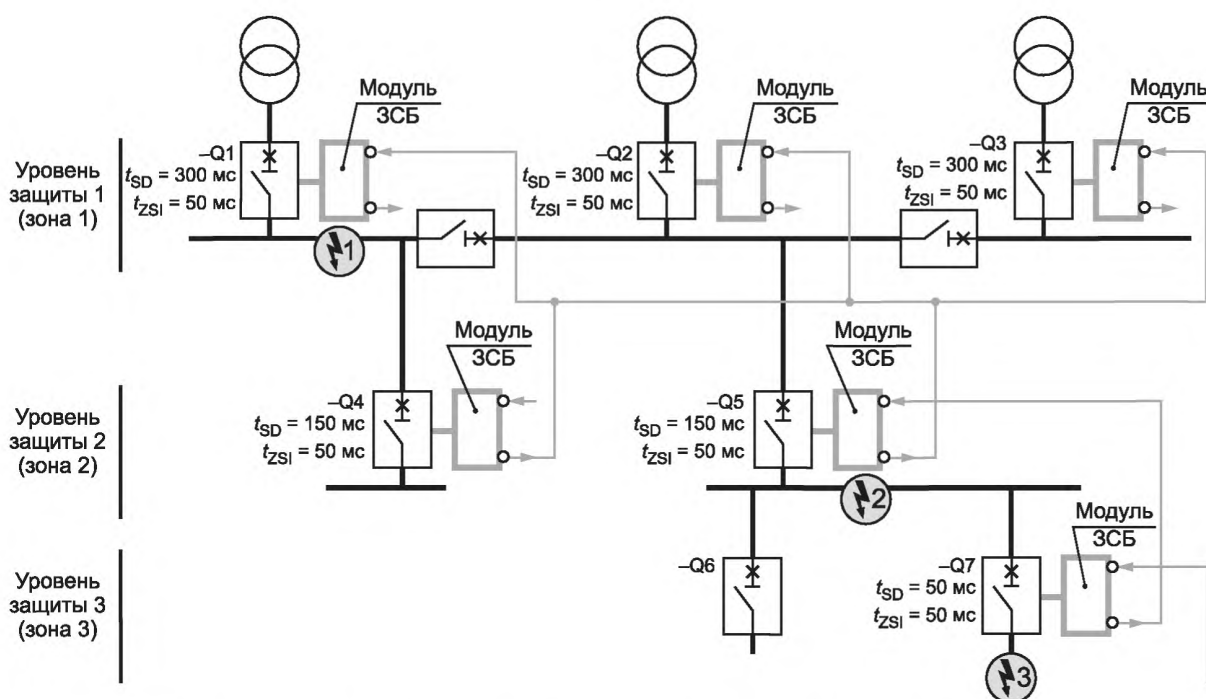 Модуль
ЗСБ
Модуль
ЗСБ
Модуль
ЗСБ
Уровень
защиты 1
(зона 1)
–Q1
tSD = 300 мс
tZSI = 50 мс
–Q2
tSD = 300 мс
tZSI = 50 мс
–Q3
tSD = 300 мс
tZSI = 50 мс
1
Уровень
защиты 2
(зона 2)
–Q4
tSD = 150 мс
tZSI = 50 мс
Модуль
ЗСБ
–Q5
tSD = 150 мс
tZSI = 50 мс
Модуль
ЗСБ
2
Уровень
защиты 3
(зона 3)
–Q6
–Q7
tSD = 50 мс
tZSI = 50 мс
Модуль
ЗСБ
3